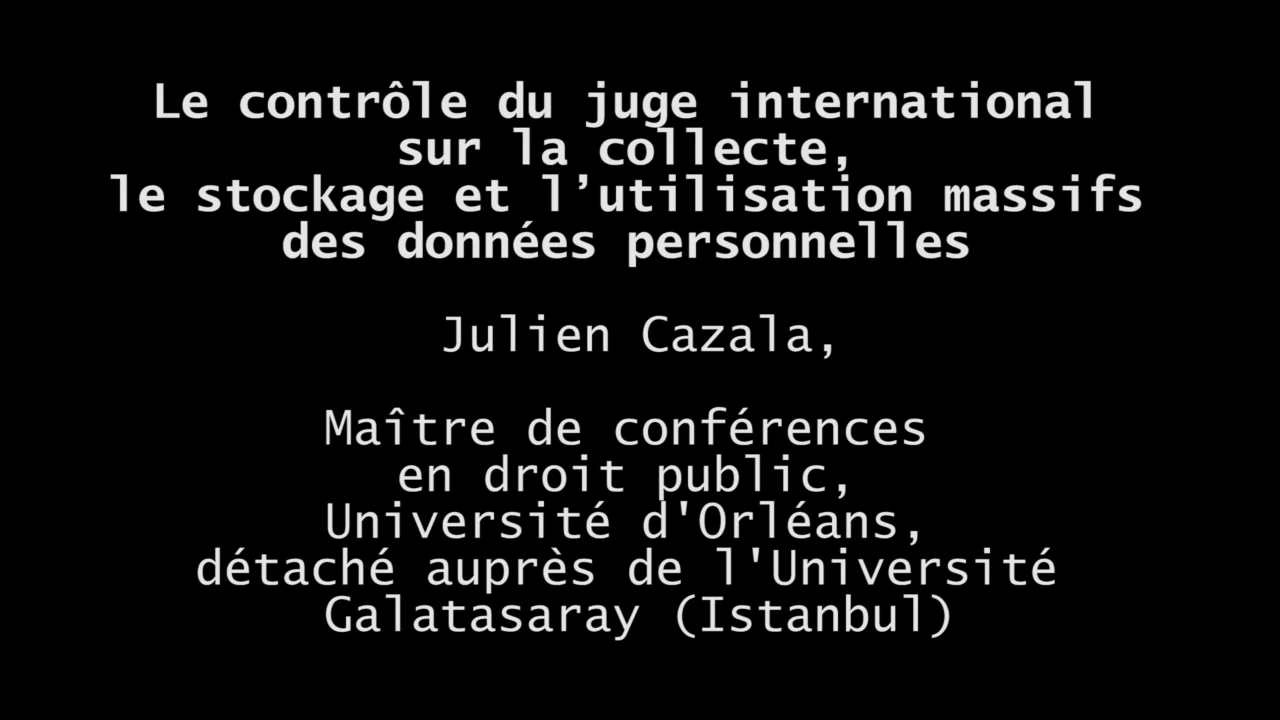 Le contrôle du juge international
sur la collecte,
le stockage et l’utilisation massifs
des données personnelles
Julien Cazala,
Maître de conférences
en droit public,
Université d'Orléans,
détaché auprès de l'Université
Galatasaray (Istanbul)